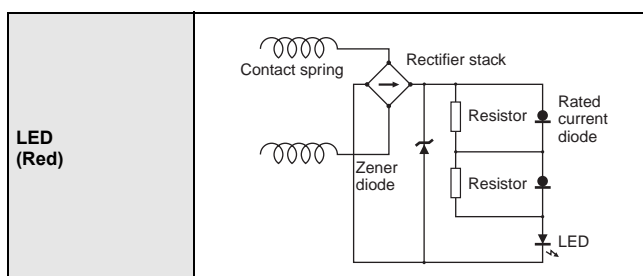 LED
(Red)
Contact spring
Rectifier stack
Resistor
Rated
current
diode
Zener
diode
Resistor
LED